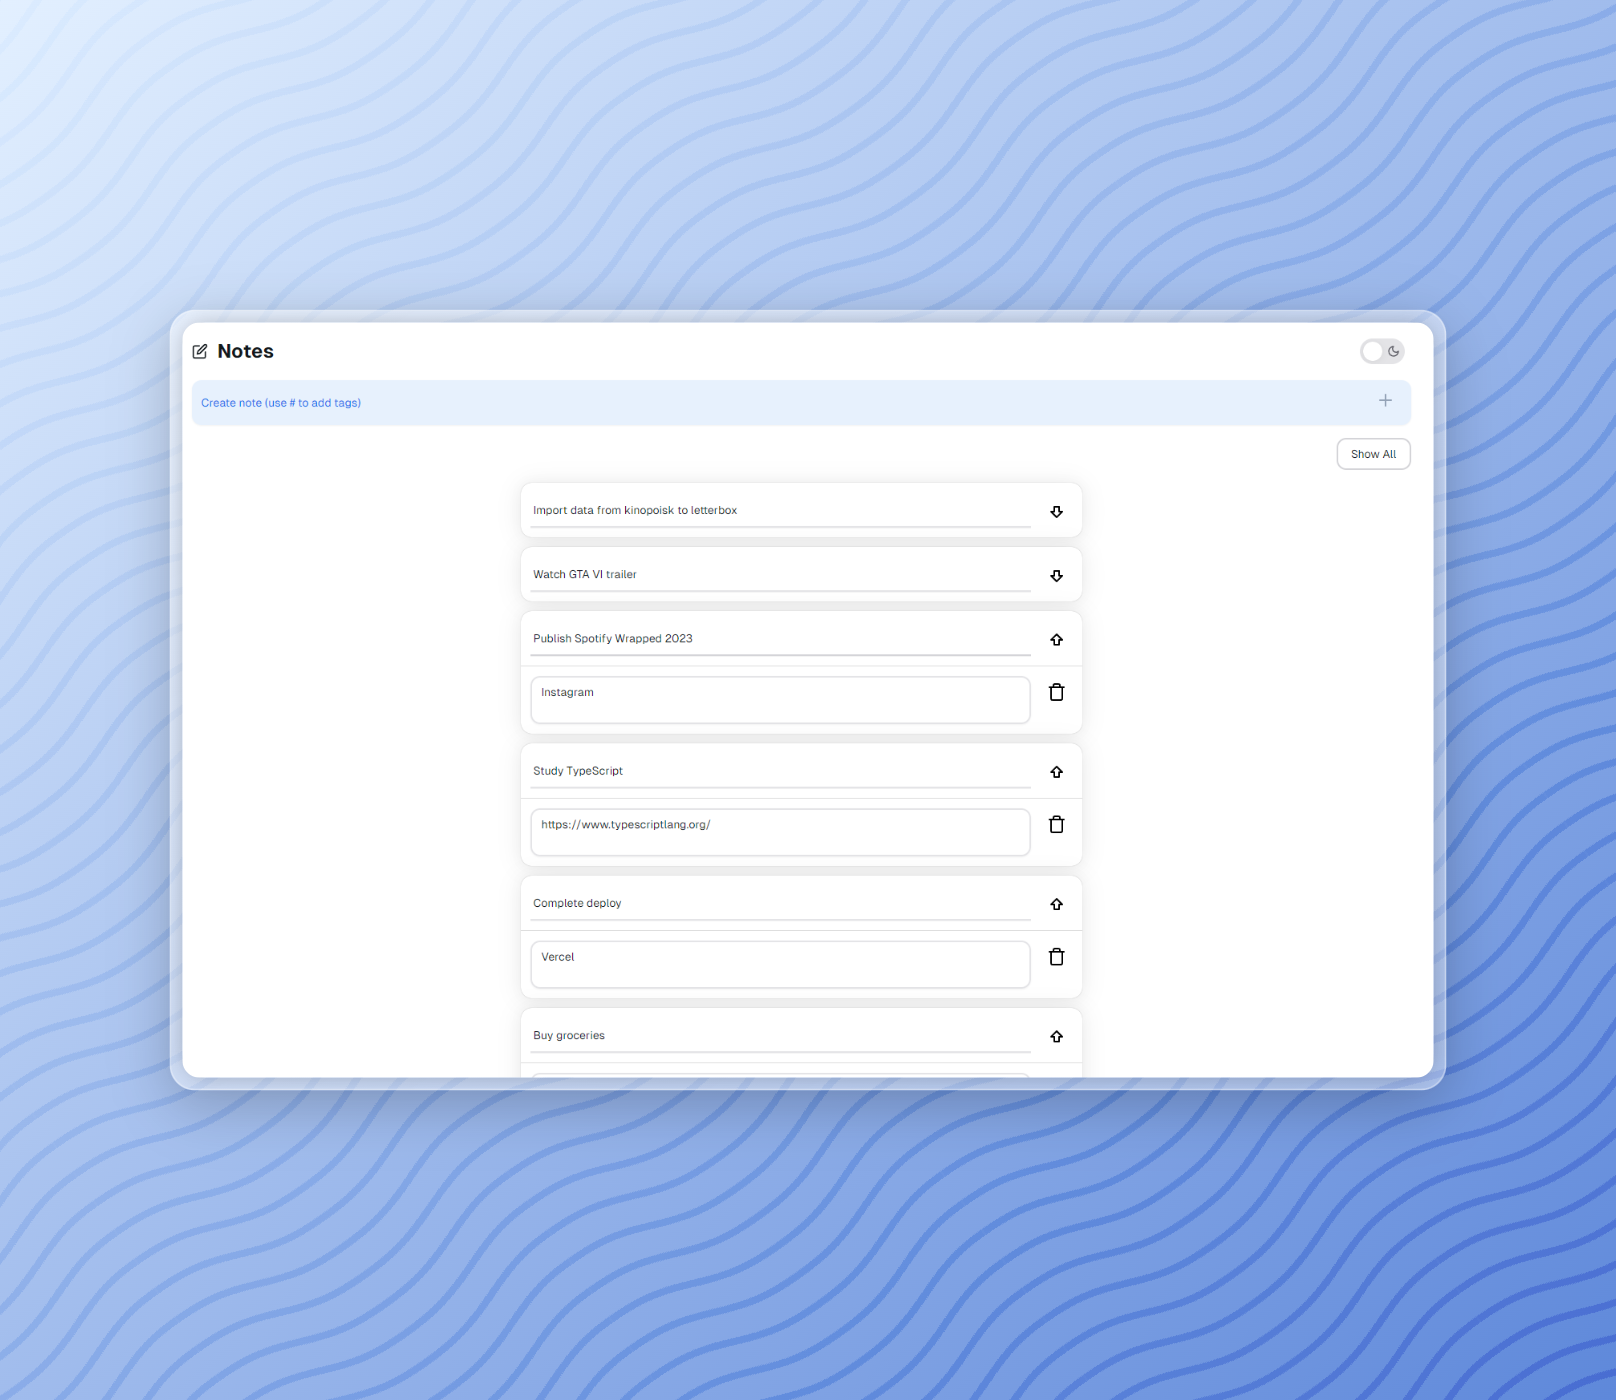 Notes
Create note (use # to add tags)
Show All
Import data from kinopoisk to letterbox
Watch GTA VI trailer
Publish Spotify Wrapped 2023
Instagram
Study TypeScript
https://www.typescriptlang.org/
Complete deploy
Vercel
Buy groceries